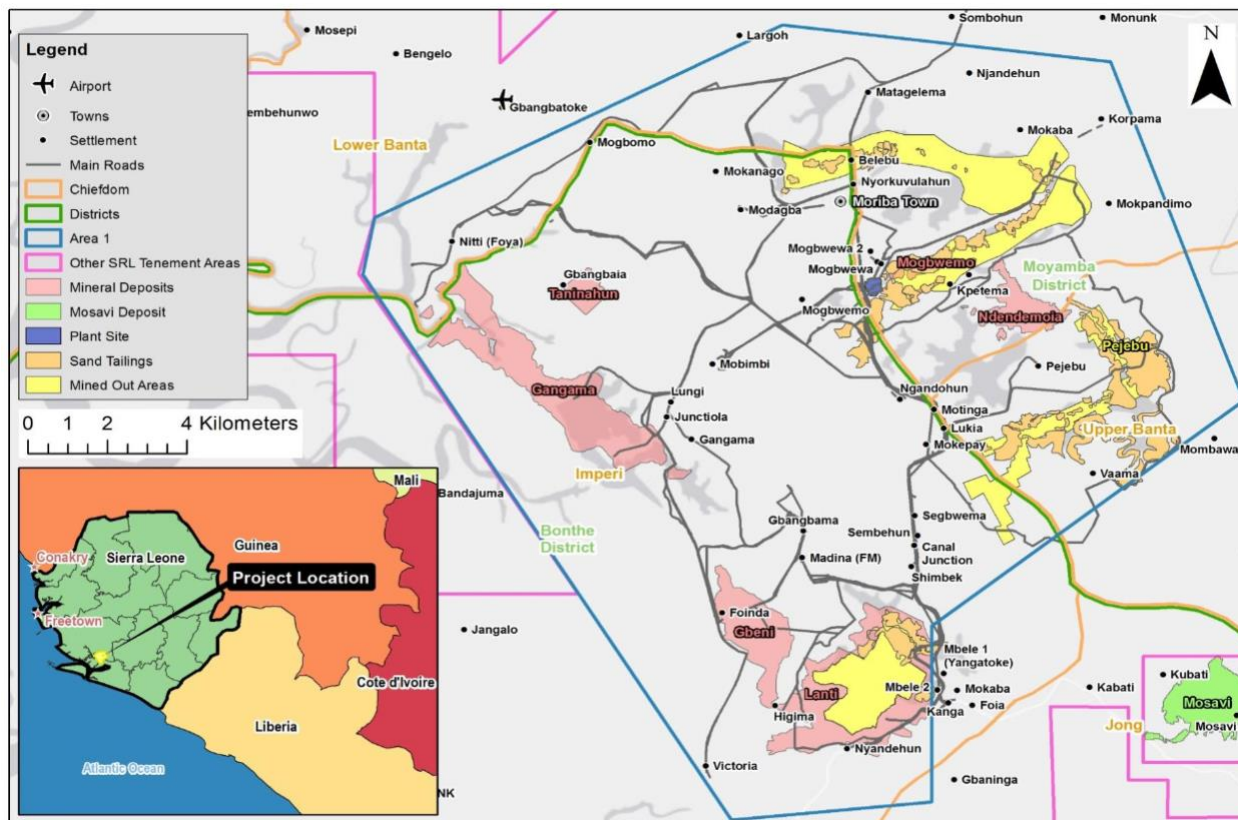 Legend
Airport
Towns
Settlement
Main Roads
Chiefdom
Districts
Area 1
Other SRL Tenement Areas
Mineral Deposits
Mosavi Deposit
Plant Site
Sand Tailings
Mined Out Areas
0 1 2 4 Kilometers
N
Mosepi
Bengelo
Largoh
Sombohun
Monunk
Njandehun
Matagelema
Gbangbatoke
embehunwo
Lower Banta
Korpama
Mokaba
Mogbomo
Belebu
Mokanago
Nyorkuvulahun
Modagba
Moriba Town
Mokpandimo
Nitti (Foya)
Mogbwewa 2
Mogbwewa
Mogbwemo
Moyamba
District
Gbangbaia
Taninahun
Kpetema
Ndendemoia
Mogbwemo
Pejebu
Pejebu
Mobimbi
Gangama
Lungi
Ngandohun
Junctiola
Motinga
Lukia
Upper Banta
Gangama
Mokepay
Mombawa
Imperi
Vaama
Bandajuma
Bonthe
District
Gbangbama
Segbwema
Sembehun
Madina (FM)
Canal
Junction
Shimbek
Foinda
Gbeni
Jangalo
Mbele 1
(Yangatoke)
Lanti
Mbele 2
Mokaba
Kabati
Kubati
Higima
Kanga
Foia
Mosavi
Mosavi
Jong
Nyandehun
Victoria
Gbaninga
NK
Mali
Guinea
Sierra Leone
Conakry
Project Location
Freetown
Cote d'Ivoire
Liberia
Atlantic Ocean